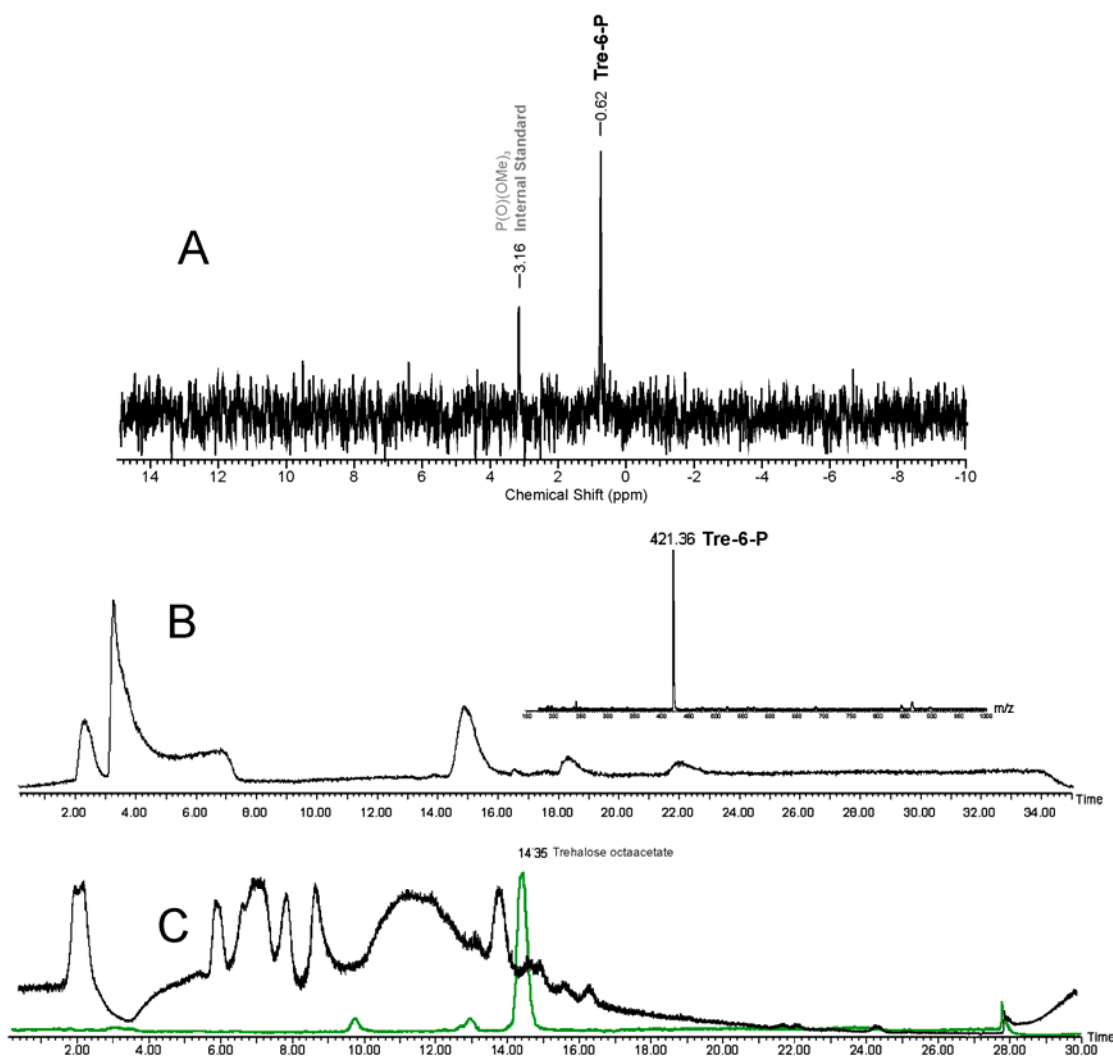 A
P(O)(OMe)3
Internal Standard
3.16
0.62 Tre-6-P
14 12 10 8 6 4 2 0 -2 -4 -6 -8 -10
Chemical Shift (ppm)
B
421.36 Tre-6-P
m/z
2.00 4.00 6.00 8.00 10.00 12.00 14.00 16.00 18.00 20.00 22.00 24.00 26.00 28.00 30.00 32.00 34.00
Time
C
14.35 Trehalose octaacetate
2.00 4.00 6.00 8.00 10.00 12.00 14.00 16.00 18.00 20.00 22.00 24.00 26.00 28.00 30.00
Time